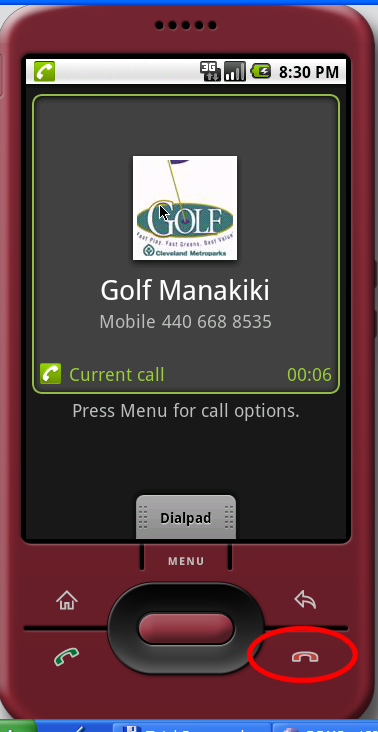 3G
8:30 PM
GOLF
Fast Play. Fast Greens. Best Value
Cleveland Metroparks
Golf Manakiki
Mobile 440 668 8535
Current call 00:06
Press Menu for call options.
Dialpad
MENU